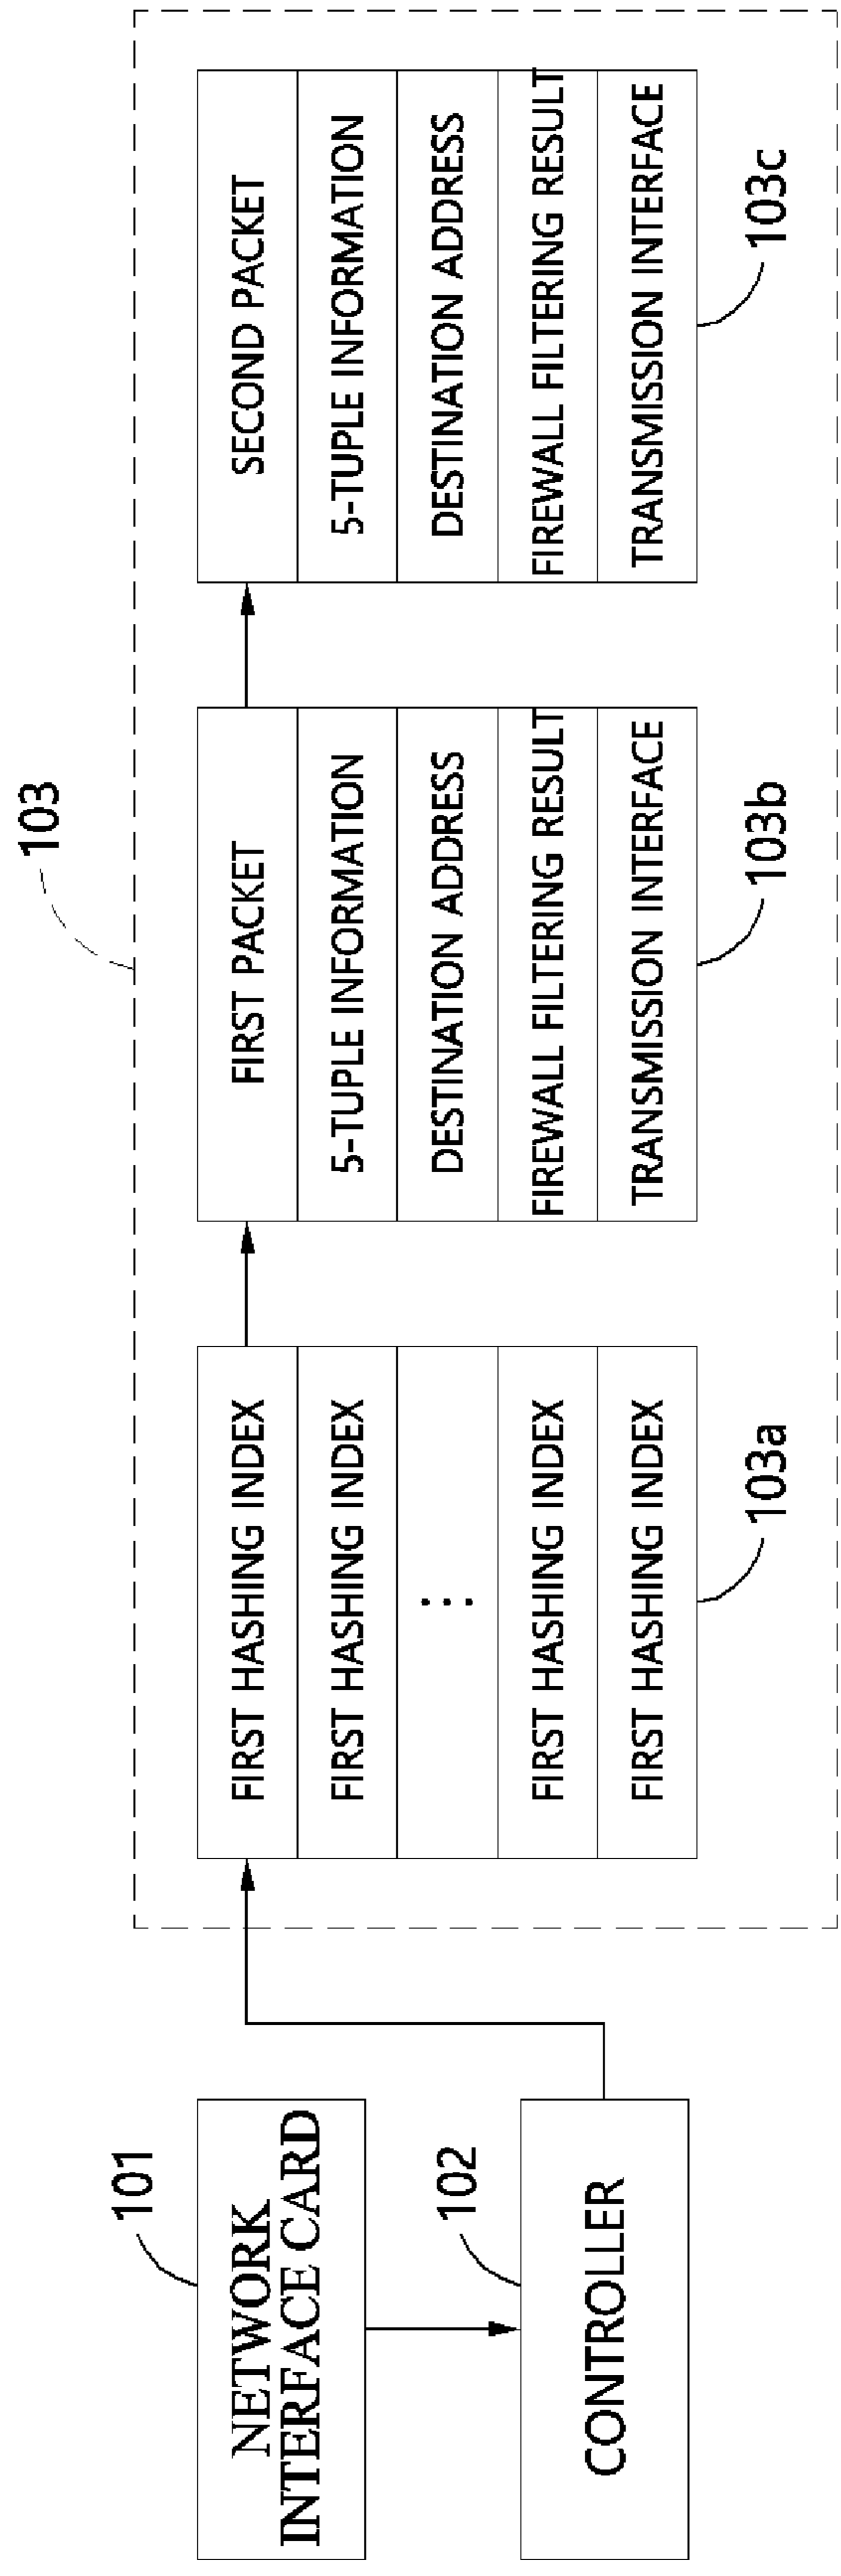 103
101
NETWORK
INTERFACE CARD
102
CONTROLLER
FIRST HASHING INDEX
FIRST HASHING INDEX
⋮
FIRST HASHING INDEX
FIRST HASHING INDEX
103a
FIRST PACKET
5-TUPLE INFORMATION
DESTINATION ADDRESS
FIREWALL FILTERING RESULT
TRANSMISSION INTERFACE
103b
SECOND PACKET
5-TUPLE INFORMATION
DESTINATION ADDRESS
FIREWALL FILTERING RESULT
TRANSMISSION INTERFACE
103c